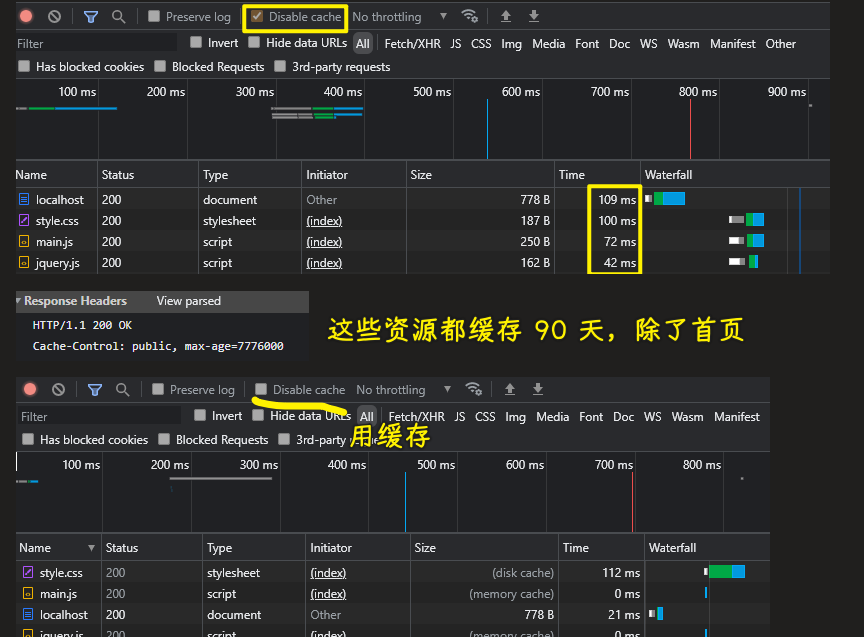 Preserve log Disable cache No throttling
Filter Invert Hide data URLs All Fetch/XHR JS CSS Img Media Font Doc WS Wasm Manifest Other
Has blocked cookies Blocked Requests 3rd-party requests
100 ms 200 ms 300 ms 400 ms 500 ms 600 ms 700 ms 800 ms 900 ms
Name Status Type Initiator Size Time Waterfall
localhost 200 document Other 778 B 109 ms
style.css 200 stylesheet (index) 187 B 100 ms
main.js 200 script (index) 250 B 72 ms
jquery.js 200 script (index) 162 B 42 ms
Response Headers View parsed
HTTP/1.1 200 OK
Cache-Control: public, max-age=7776000
这些资源都缓存 90 天，除了首页
Preserve log Disable cache No throttling
Filter Invert Hide data URLs All Fetch/XHR JS CSS Img Media Font Doc WS Wasm Manifest
Has blocked cookies Blocked Requests 3rd-party
用缓存
100 ms 200 ms 300 ms 400 ms 500 ms 600 ms 700 ms 800 ms
Name Status Type Initiator Size Time Waterfall
style.css 200 stylesheet (index) (disk cache) 112 ms
main.js 200 script (index) (memory cache) 0 ms
localhost 200 document Other 778 B 21 ms
jquery.js 200 script (index) (memory cache) 0 ms